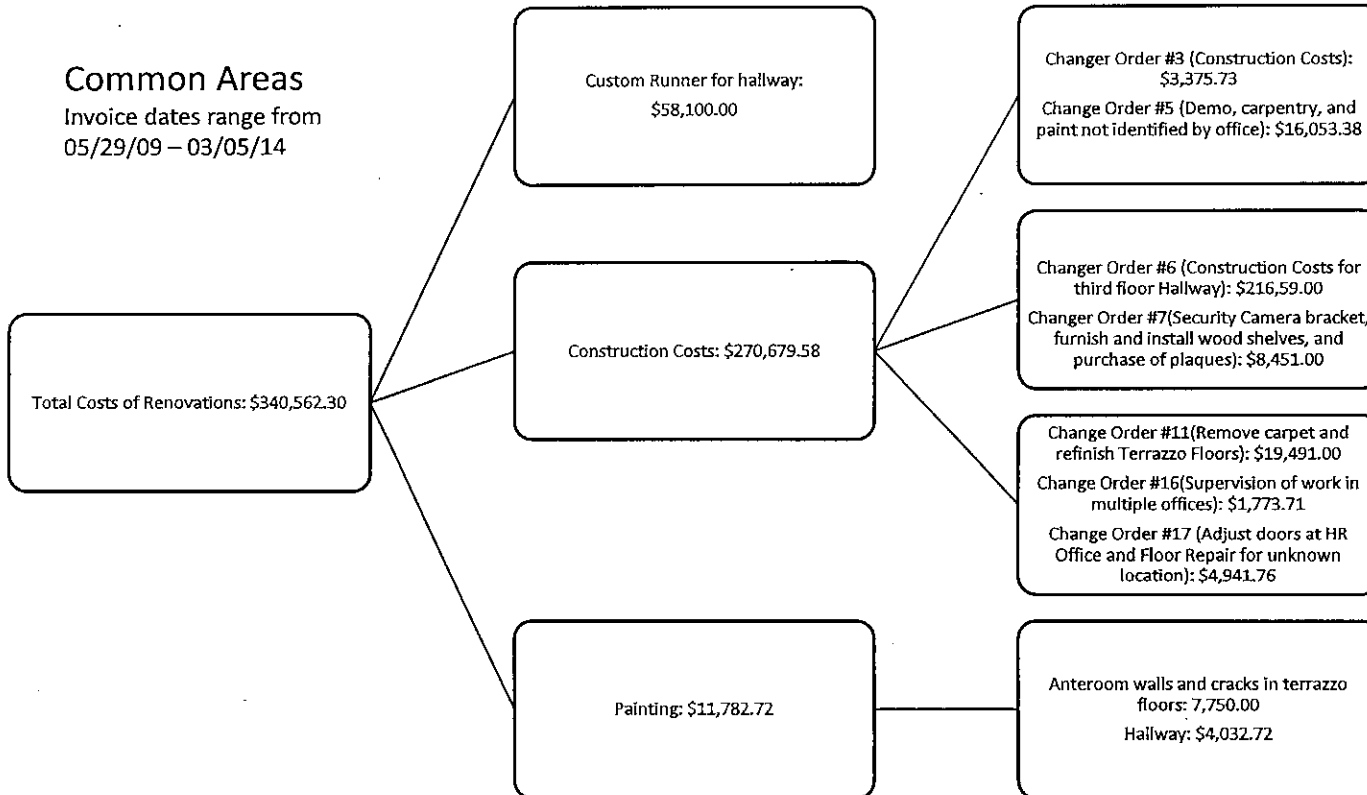 Common Areas
Invoice dates range from
05/29/09 – 03/05/14
Total Costs of Renovations: $340,562.30
Custom Runner for hallway:
$58,100.00
Construction Costs: $270,679.58
Painting: $11,782.72
Changer Order #3 (Construction Costs):
$3,375.73
Change Order #5 (Demo, carpentry, and
paint not identified by office): $16,053.38
Changer Order #6 (Construction Costs for
third floor Hallway): $216,59.00
Changer Order #7(Security Camera bracket,
furnish and install wood shelves, and
purchase of plaques): $8,451.00
Change Order #11(Remove carpet and
refinish Terrazzo Floors): $19,491.00
Change Order #16(Supervision of work in
multiple offices): $1,773.71
Change Order #17 (Adjust doors at HR
Office and Floor Repair for unknown
location): $4,941.76
Anteroom walls and cracks in terrazzo
floors: 7,750.00
Hallway: $4,032.72